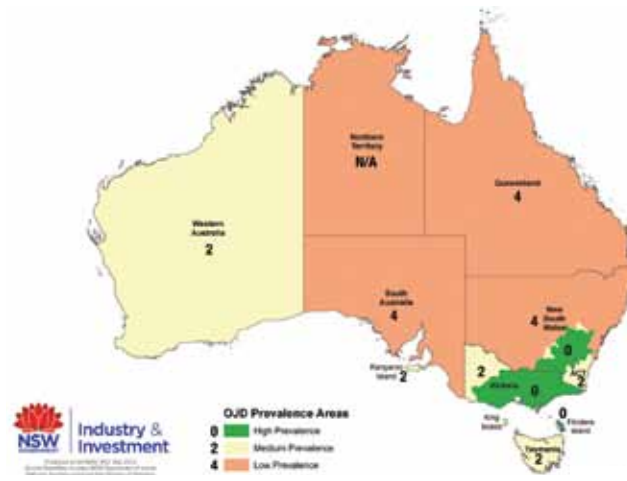 Northern
Territory
N/A
Queensland
4
Western
Australia
2
South
Australia
4
New
South
Wales
4
0
Kangaroo
Island
2
2
Victoria
0
ACT
2
King
Island
0
Flinders
Island
Tasmania
2
NSW
GOVERNMENT
Industry &
Investment
OJD Prevalence Areas
0 High Prevalence
2 Medium Prevalence
4 Low Prevalence